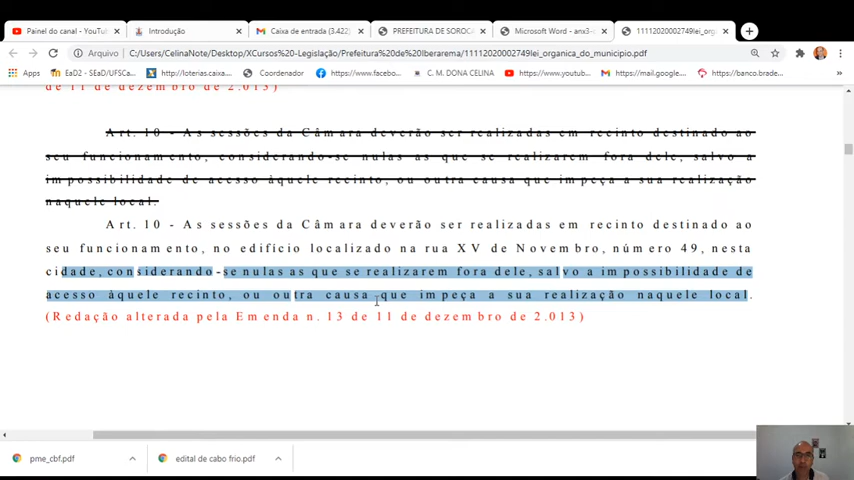 Painel do canal - YouTu
Introdução
Caixa de entrada (3.422)
PREFEITURA DE SOROC
Microsoft Word - anx3-
11112020002749lei_orga
Arquivo
C:/Users/CelinaNote/Desktop/XCursos%20-Legislação/Prefeitura%20de%20Iberarema/11112020002749lei_organica_do_municipio.pdf
Apps
EaD2 - SEaD/UFSCa...
http://loterias.caixa...
Coordenador
https://www.facebo...
C. M. DONA CELINA
https://www.youtub...
https://mail.google....
https://banco.brade...
de 11 de dezembro de 2.013)
Art. 10 - As sessões da Câmara deverão ser realizadas em recinto destinado ao
seu funcionamento, considerando-se nulas as que se realizarem fora dele, salvo a
impossibilidade de acesso àquele recinto, ou outra causa que impeça a sua realização
naquele local.
Art. 10 - As sessões da Câmara deverão ser realizadas em recinto destinado ao
seu funcionamento, no edifício localizado na rua XV de Novembro, número 49, nesta
cidade, considerando-se nulas as que se realizarem fora dele, salvo a impossibilidade de
acesso àquele recinto, ou outra causa que impeça a sua realização naquele local.
(Redação alterada pela Emenda n. 13 de 11 de dezembro de 2.013)
pme_cbf.pdf
edital de cabo frio.pdf